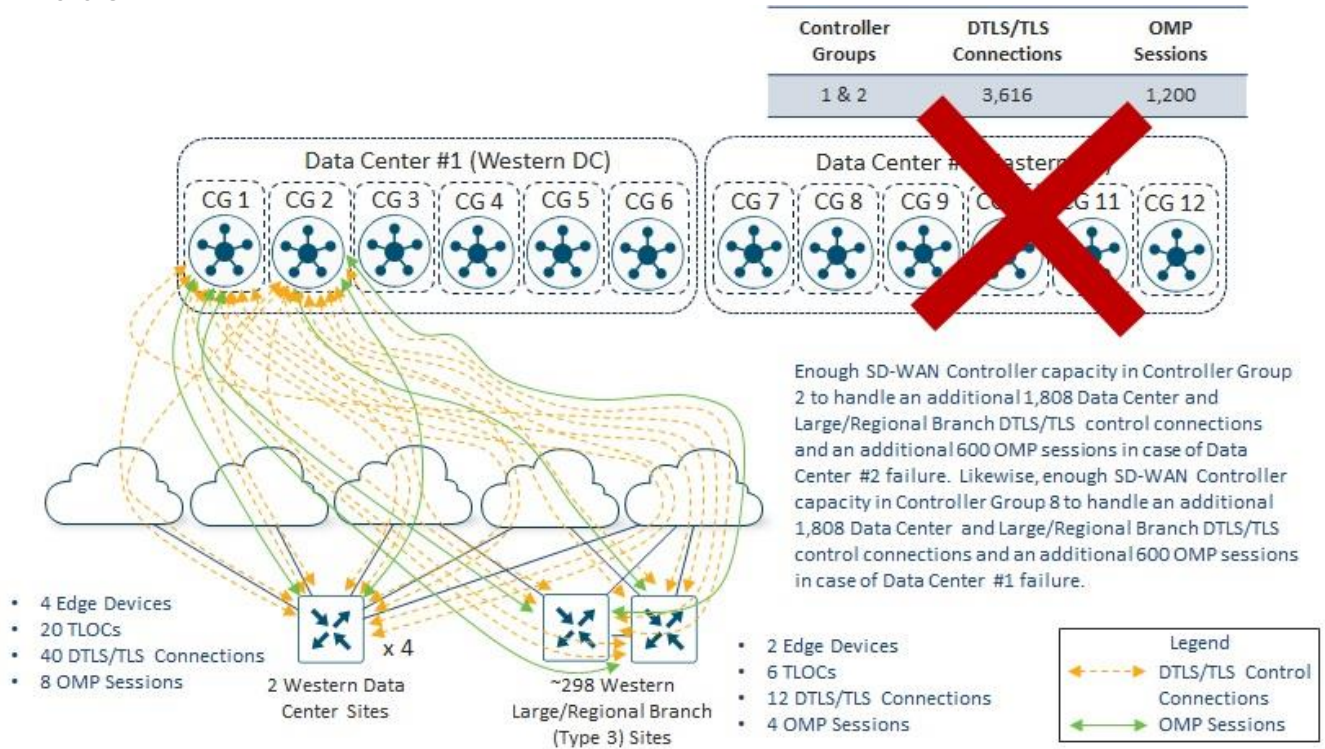 Controller Groups
DTLS/TLS Connections
OMP Sessions
1 & 2
3,616
1,200
Data Center #1 (Western DC)
CG 1
CG 2
CG 3
CG 4
CG 5
CG 6
Data Center #
CG 7
CG 8
CG 9
CG 12
Enough SD-WAN Controller capacity in Controller Group
2 to handle an additional 1,808 Data Center and
Large/Regional Branch DTLS/TLS control connections
and an additional 600 OMP sessions in case of Data
Center #2 failure. Likewise, enough SD-WAN Controller
capacity in Controller Group 8 to handle an additional
1,808 Data Center and Large/Regional Branch DTLS/TLS
control connections and an additional 600 OMP sessions
in case of Data Center #1 failure.
• 4 Edge Devices
• 20 TLOCs
• 40 DTLS/TLS Connections
• 8 OMP Sessions
x 4
2 Western Data
Center Sites
~298 Western
Large/Regional Branch
(Type 3) Sites
• 2 Edge Devices
• 6 TLOCs
• 12 DTLS/TLS Connections
• 4 OMP Sessions
Legend
DTLS/TLS Control
Connections
OMP Sessions